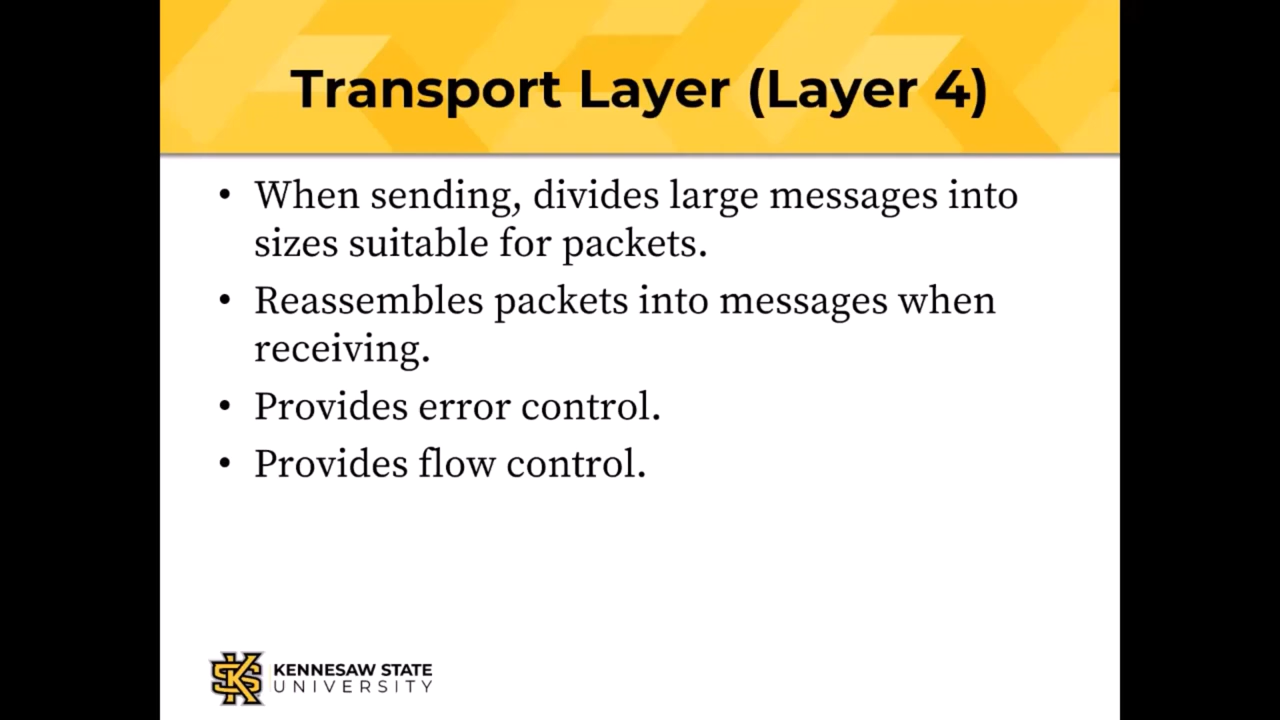 Transport Layer (Layer 4)
• When sending, divides large messages into
sizes suitable for packets.
• Reassembles packets into messages when
receiving.
• Provides error control.
• Provides flow control.
KENNESAW STATE
UNIVERSITY